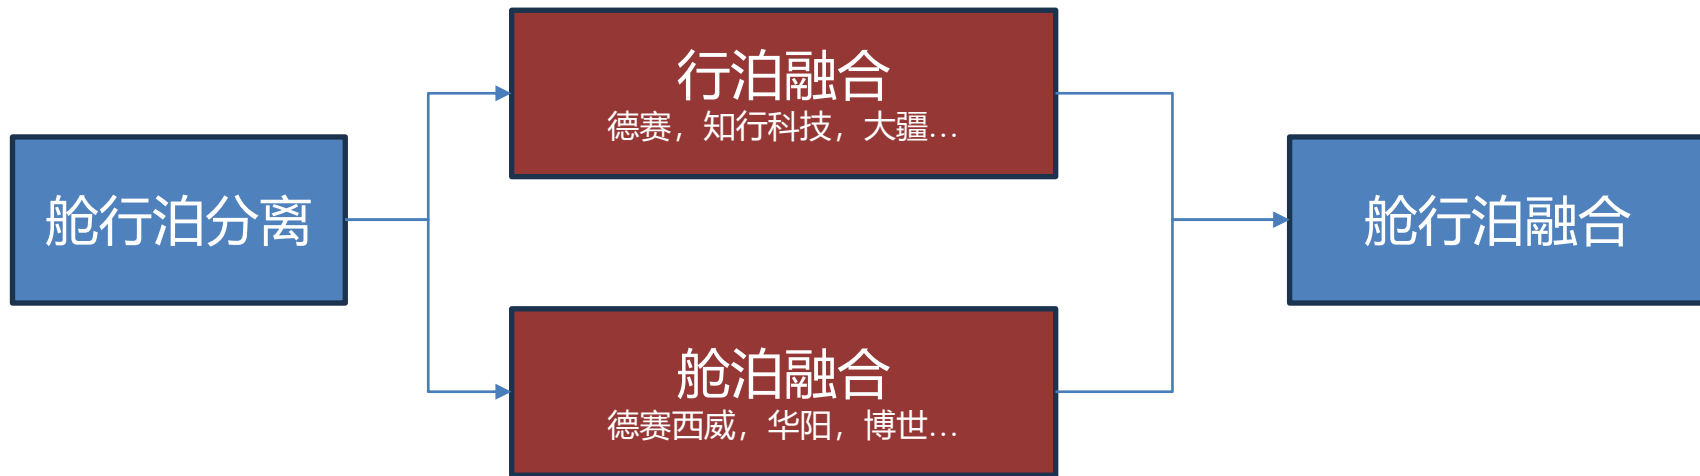 舱行泊分离
行泊融合
德赛，知行科技，大疆…
舱泊融合
德赛西威，华阳，博世…
舱行泊融合